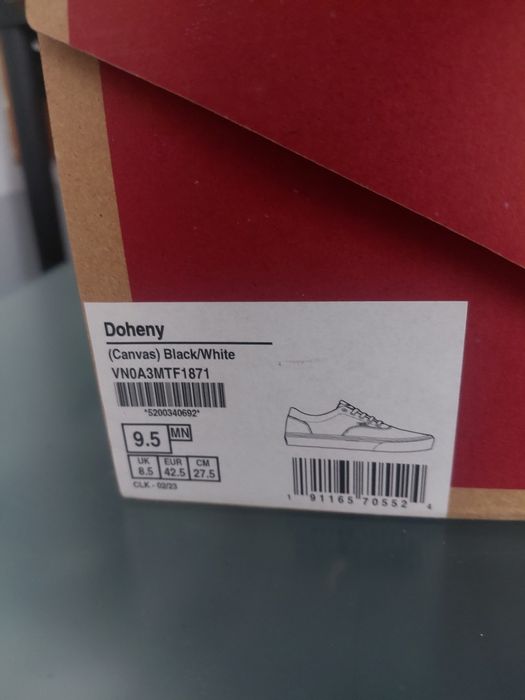 Doheny
(Canvas) Black/White
VN0A3MTF1871
*5200340692*
9.5 MN
UK EUR CM
8.5 42.5 27.5
CLK - 02/23
1 91165 70552 4